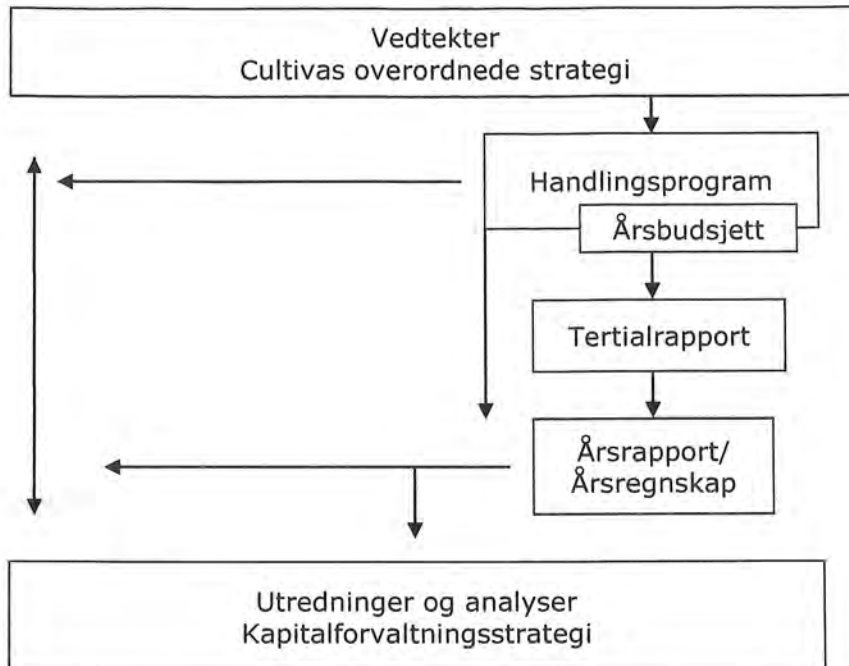 Vedtekter
Cultivas overordnede strategi
Handlingsprogram
Årsbudsjett
Tertialrapport
Årsrapport/
Årsregnskap
Utredninger og analyser
Kapitalforvaltningsstrategi